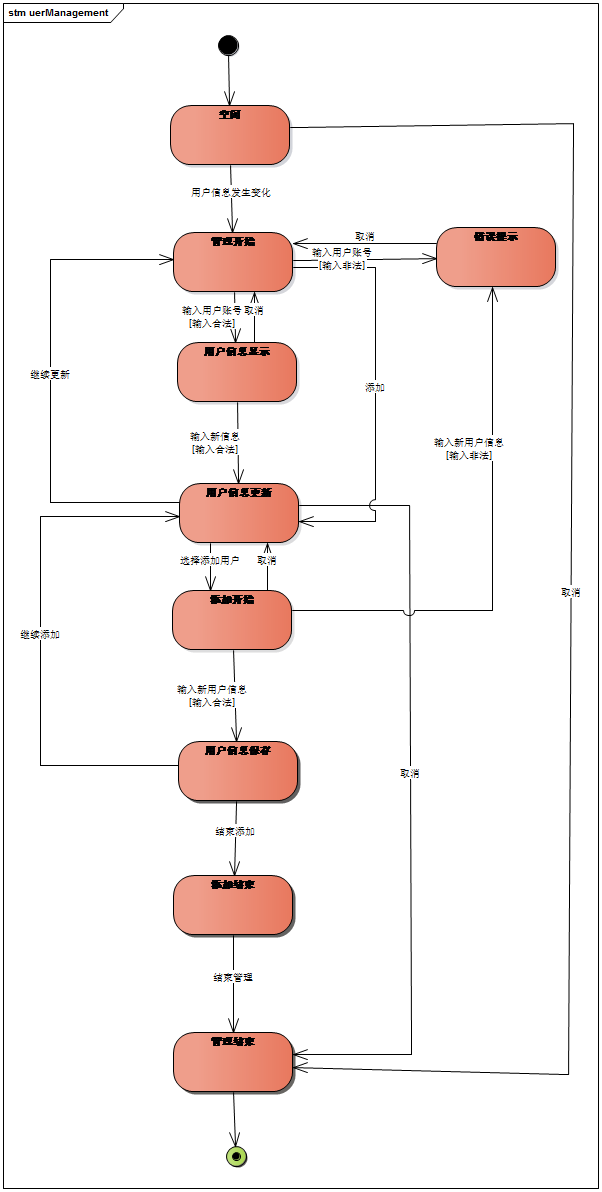 stm uerManagement
空闲
用户信息发生变化
管理开始
取消
错误提示
输入用户账号
[输入非法]
输入用户账号
[输入合法]
取消
用户信息显示
继续更新
添加
输入新信息
[输入合法]
输入新用户信息
[输入非法]
用户信息更新
选择添加用户
取消
取消
添加开始
继续添加
输入新用户信息
[输入合法]
用户信息保存
取消
结束添加
添加结束
结束管理
管理结束